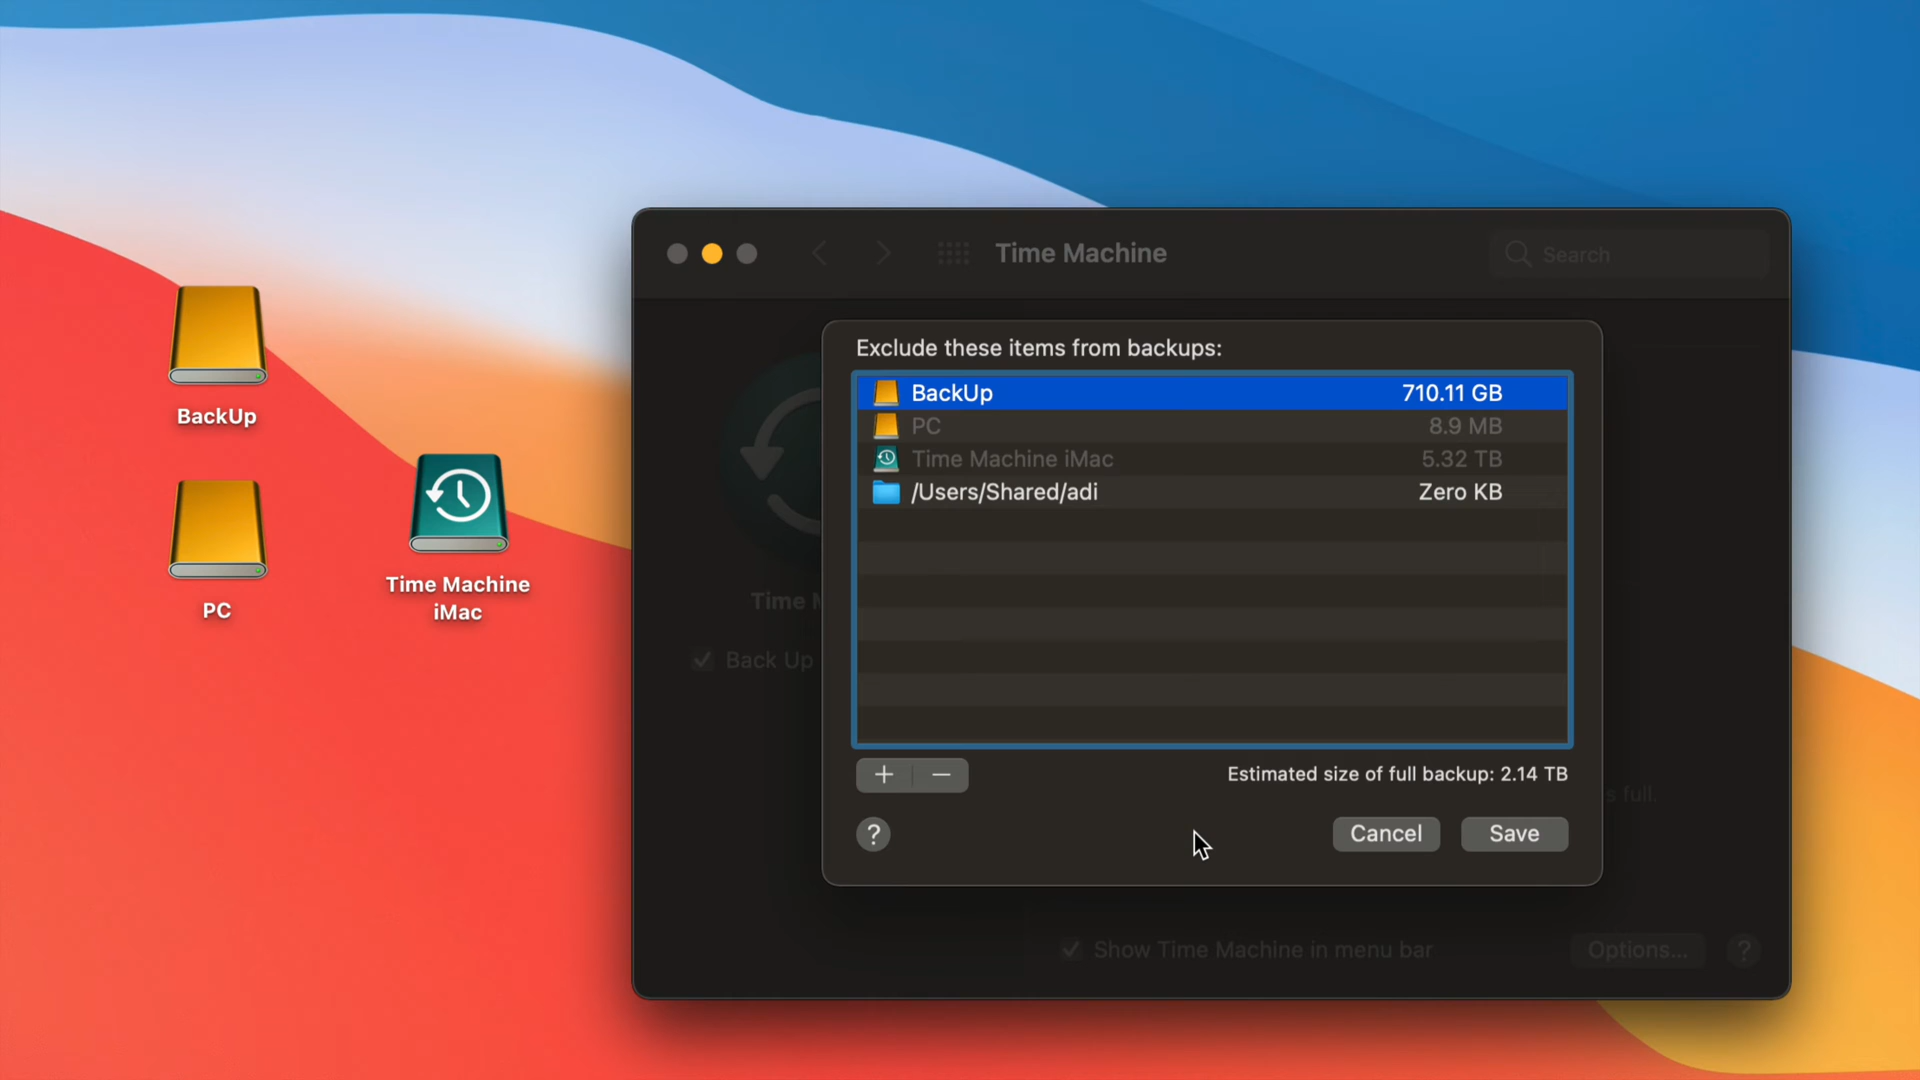 Time Machine
Search
BackUp
PC
Time Machine
iMac
Exclude these items from backups:
BackUp 710.11 GB
PC 8.9 MB
Time Machine iMac 5.32 TB
/Users/Shared/adi Zero KB
Time M
Back Up
+ − Estimated size of full backup: 2.14 TB
s full.
? Cancel Save
Show Time Machine in menu bar Options... ?